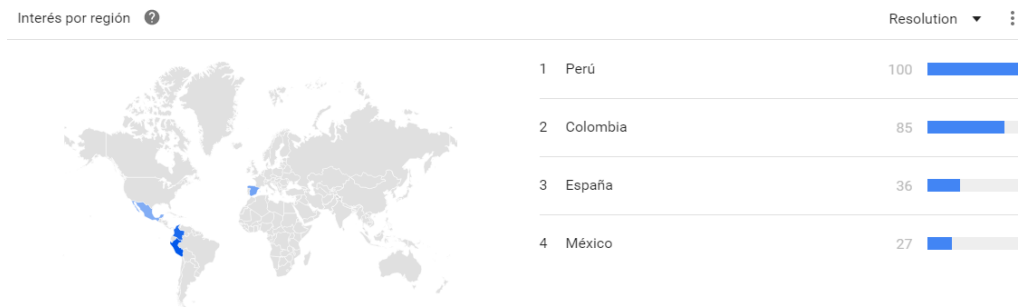 Interés por región
Resolution
1 Perú 100
2 Colombia 85
3 España 36
4 México 27